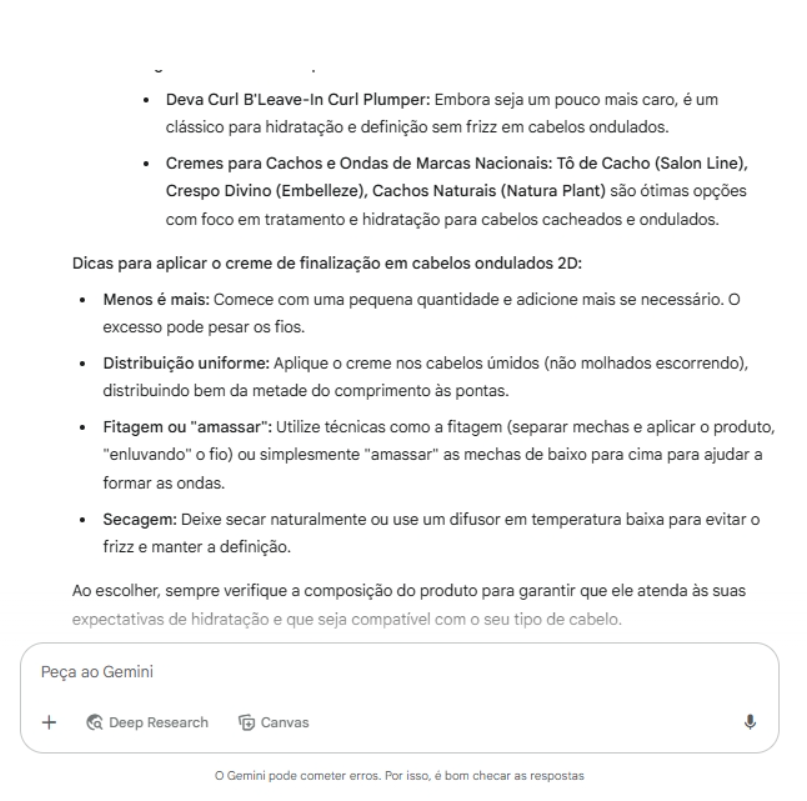 Deva Curl B'Leave-In Curl Plumper: Embora seja um pouco mais caro, é um
clássico para hidratação e definição sem frizz em cabelos ondulados.
Cremes para Cachos e Ondas de Marcas Nacionais: Tô de Cacho (Salon Line),
Crespo Divino (Embelleze), Cachos Naturais (Natura Plant) são ótimas opções
com foco em tratamento e hidratação para cabelos cacheados e ondulados.
Dicas para aplicar o creme de finalização em cabelos ondulados 2D:
Menos é mais: Comece com uma pequena quantidade e adicione mais se necessário. O
excesso pode pesar os fios.
Distribuição uniforme: Aplique o creme nos cabelos úmidos (não molhados escorrendo),
distribuindo bem da metade do comprimento às pontas.
Fitagem ou "amassar": Utilize técnicas como a fitagem (separar mechas e aplicar o produto,
"enluvando" o fio) ou simplesmente "amassar" as mechas de baixo para cima para ajudar a
formar as ondas.
Secagem: Deixe secar naturalmente ou use um difusor em temperatura baixa para evitar o
frizz e manter a definição.
Ao escolher, sempre verifique a composição do produto para garantir que ele atenda às suas
expectativas de hidratação e que seja compatível com o seu tipo de cabelo.
Peça ao Gemini
Deep Research Canvas
O Gemini pode cometer erros. Por isso, é bom checar as respostas